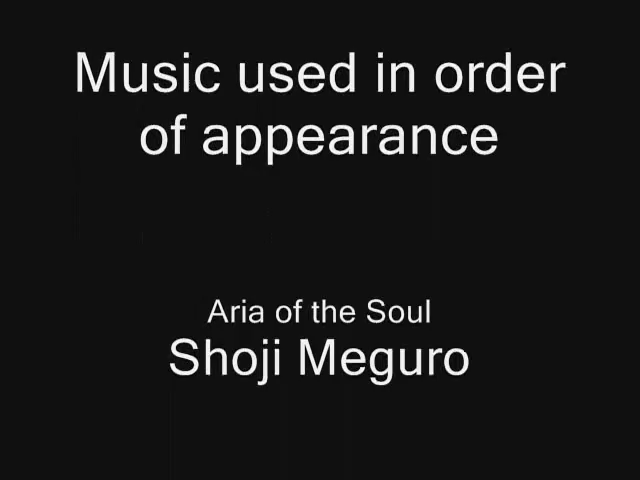 Music used in order
of appearance
Aria of the Soul
Shoji Meguro